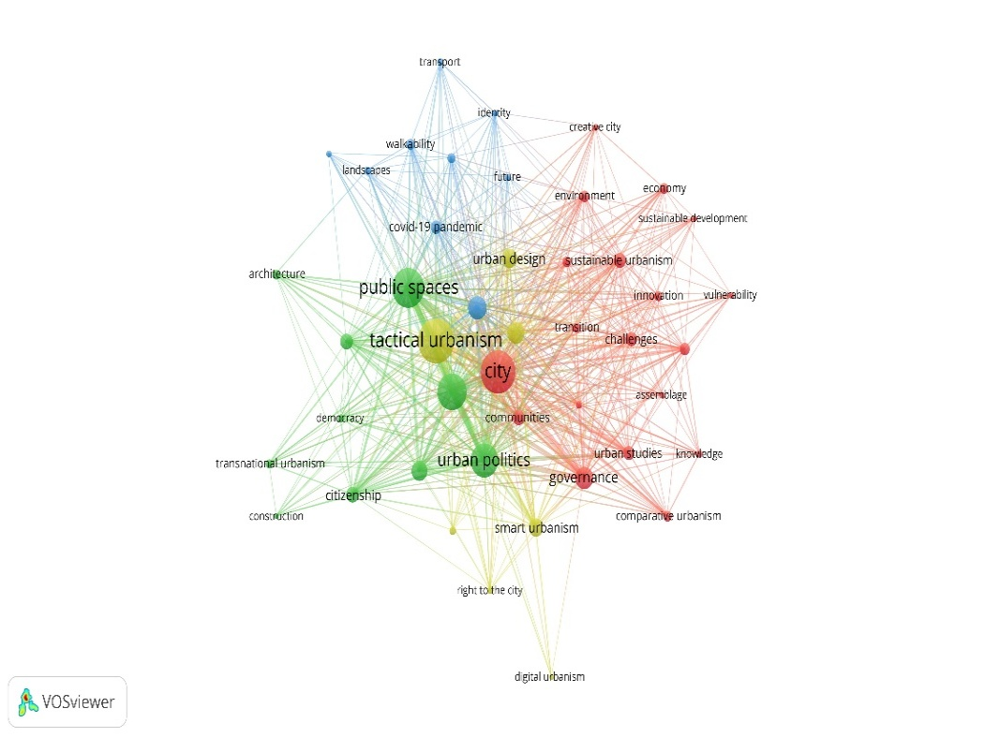 transport
identity
creative city
walkability
landscapes
future
economy
environment
sustainable development
covid-19 pandemic
urban design
sustainable urbanism
architecture
public spaces
innovation
vulnerability
transition
tactical urbanism
challenges
city
assemblage
democracy
communities
urban studies
knowledge
transnational urbanism
urban politics
governance
citizenship
construction
comparative urbanism
smart urbanism
right to the city
digital urbanism
VOSviewer